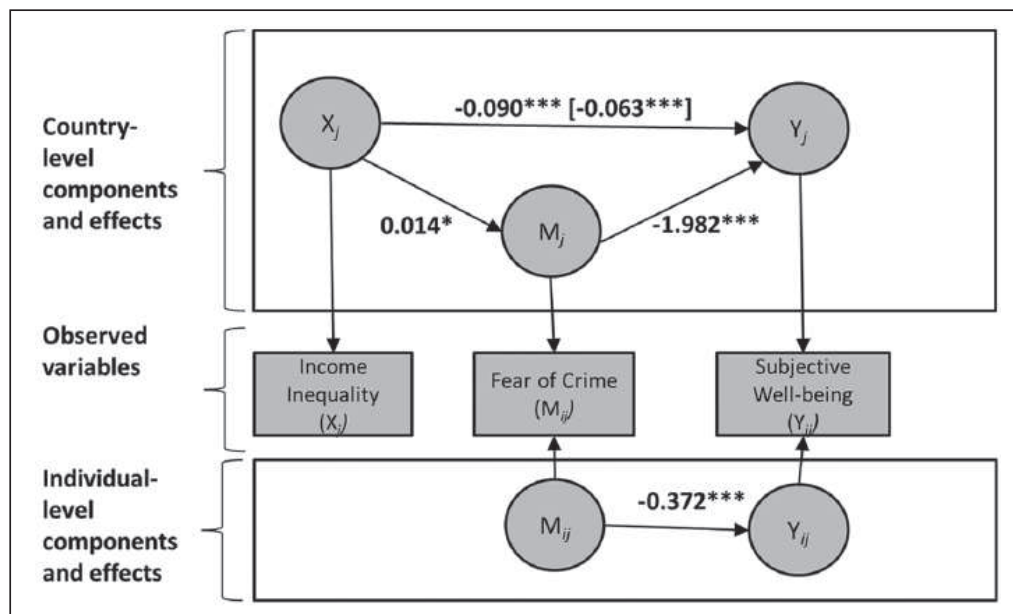 Country-
level
components
and effects
X_j
-0.090*** [-0.063***]
Y_j
0.014*
M_j
-1.982***
Observed
variables
Income
Inequality
(X_j)
Fear of Crime
(M_ij)
Subjective
Well-being
(Y_ij)
Individual-
level
components
and effects
M_ij
-0.372***
Y_ij